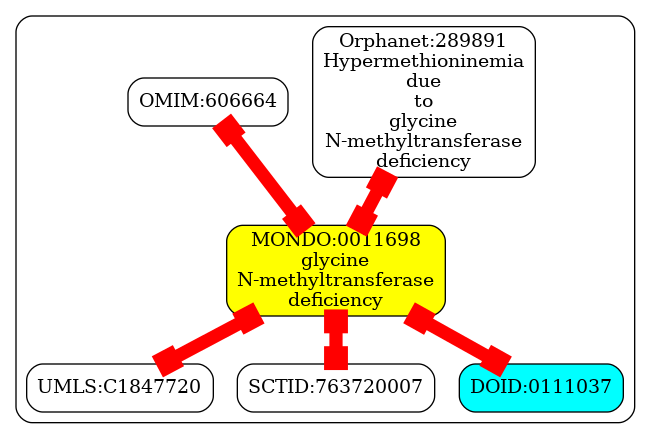 Orphanet:289891
Hypermethioninemia
due
to
glycine
N-methyltransferase
deficiency
OMIM:606664
MONDO:0011698
glycine
N-methyltransferase
deficiency
UMLS:C1847720
SCTID:763720007
DOID:0111037